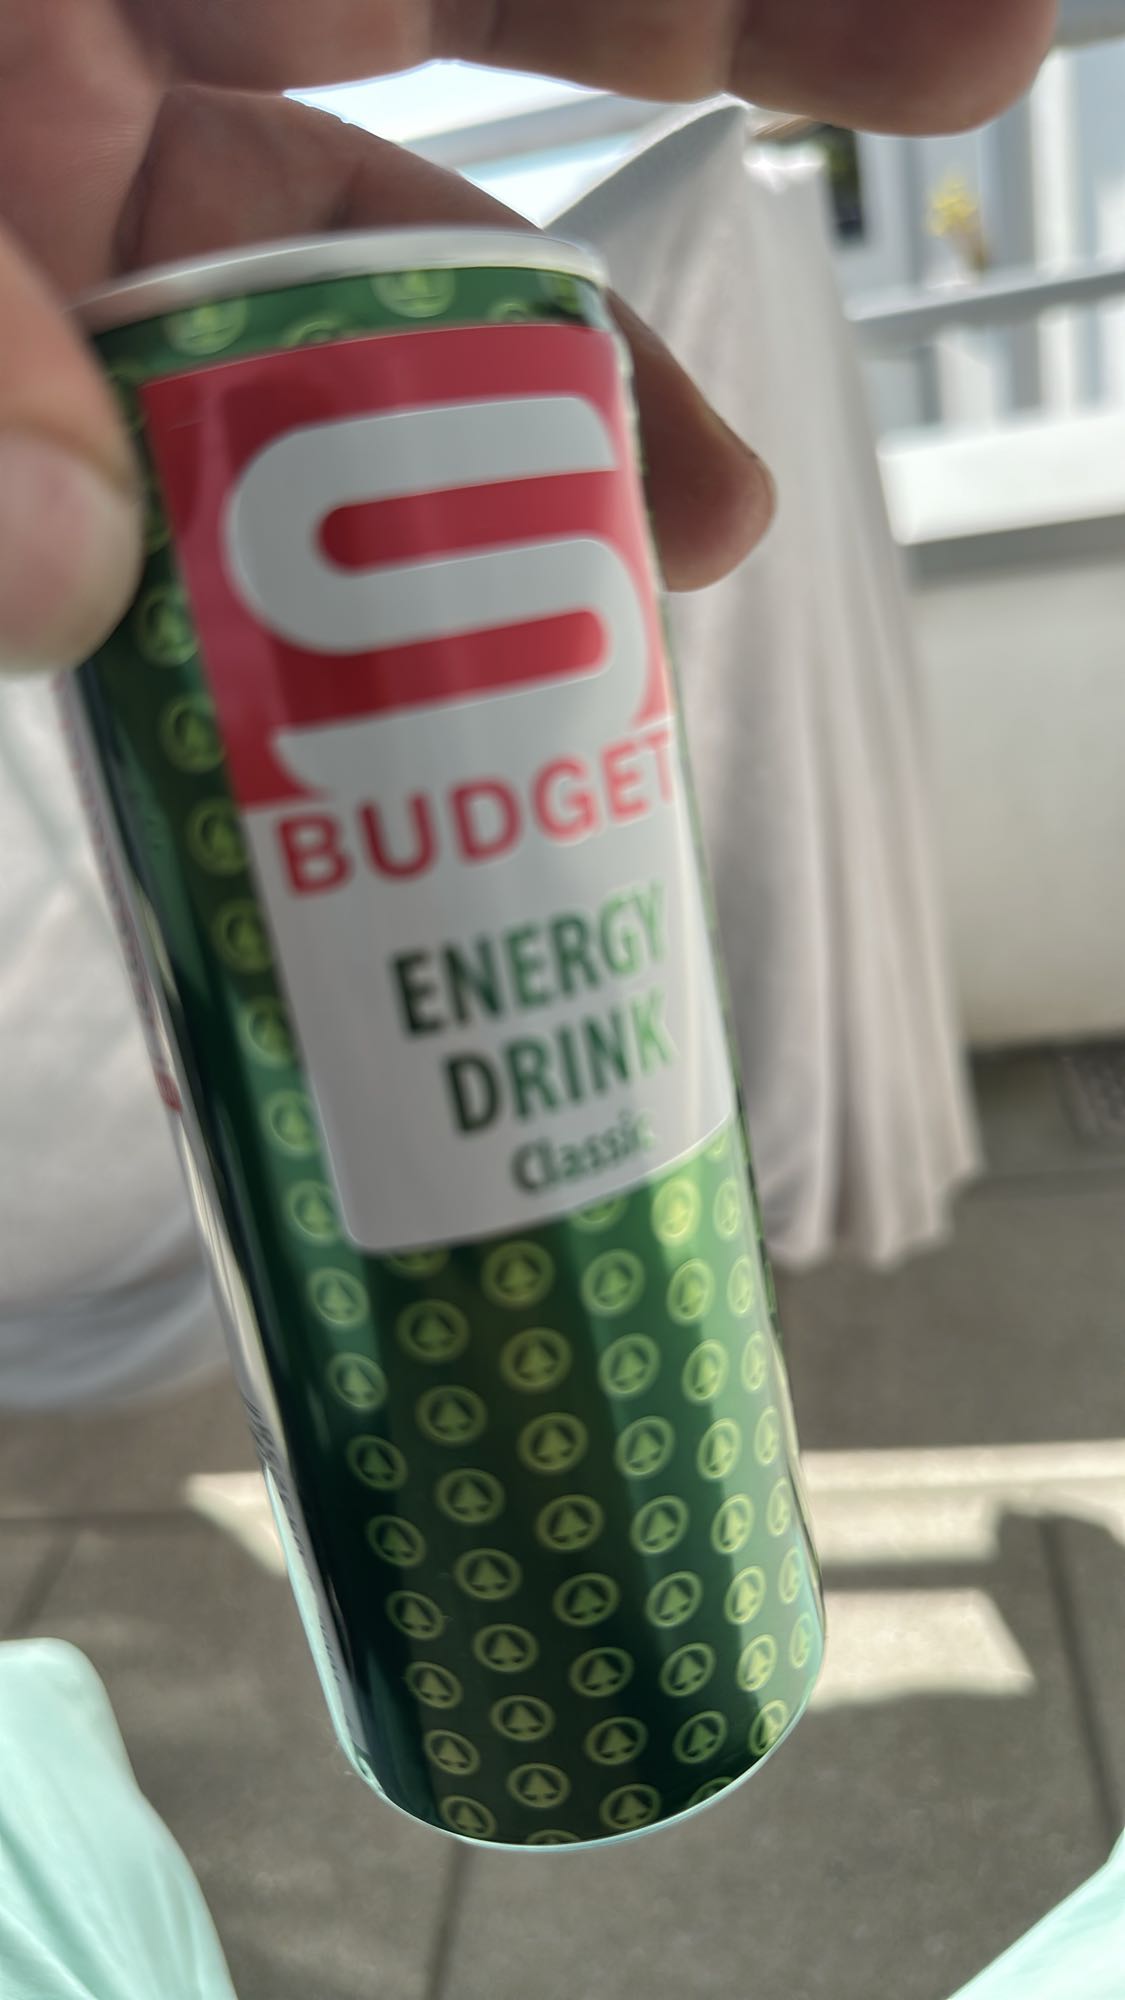 S
BUDGET
ENERGY
DRINK
Classic